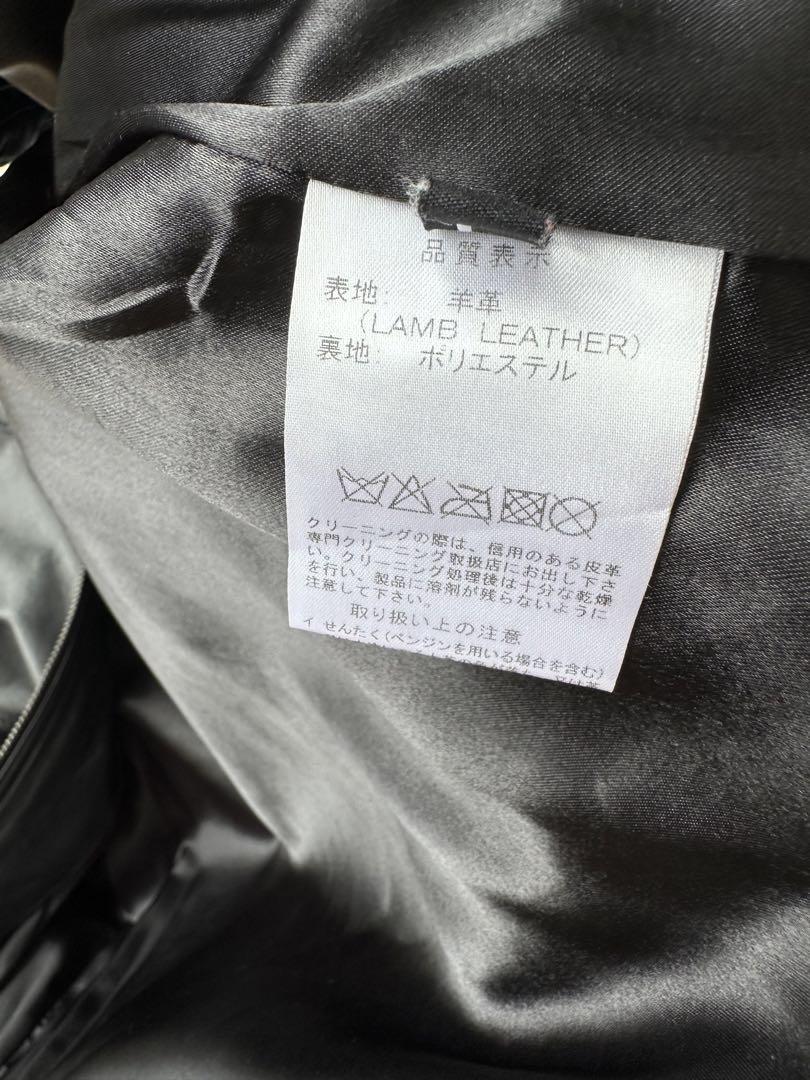 品質表示
表地: 羊革
(LAMB LEATHER)
裏地: ポリエステル
クリーニングの際は、信用のある皮革
専門クリーニング取扱店にお出し下さ
い。クリーニング処理後は十分な乾燥
を行い、製品に溶剤が残らないように
注意して下さい。
取り扱い上の注意
イ せんたく(ベンジンを用いる場合を含む)